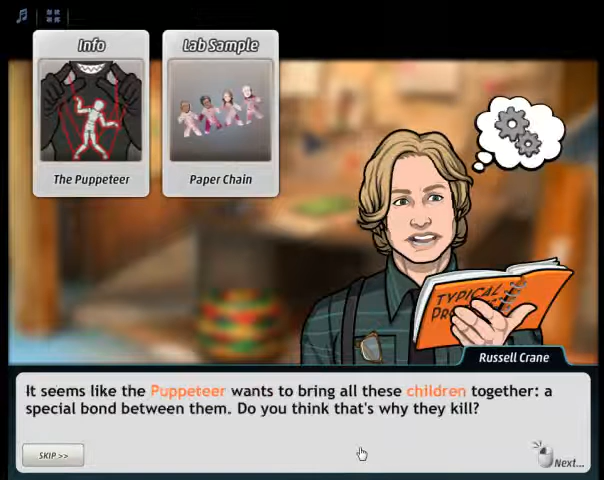 Info
Lab Sample
The Puppeteer
Paper Chain
TYPICAL
Russell Crane
It seems like the Puppeteer wants to bring all these children together: a
special bond between them. Do you think that's why they kill?
SKIP >>
Next...